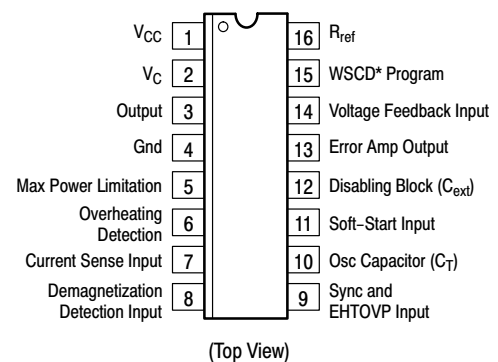 VCC 1
VC 2
Output 3
Gnd 4
Max Power Limitation 5
Overheating
Detection 6
Current Sense Input 7
Demagnetization
Detection Input 8
16 Rref
15 WSCD* Program
14 Voltage Feedback Input
13 Error Amp Output
12 Disabling Block (Cext)
11 Soft-Start Input
10 Osc Capacitor (CT)
9 Sync and
EHTOVP Input
(Top View)